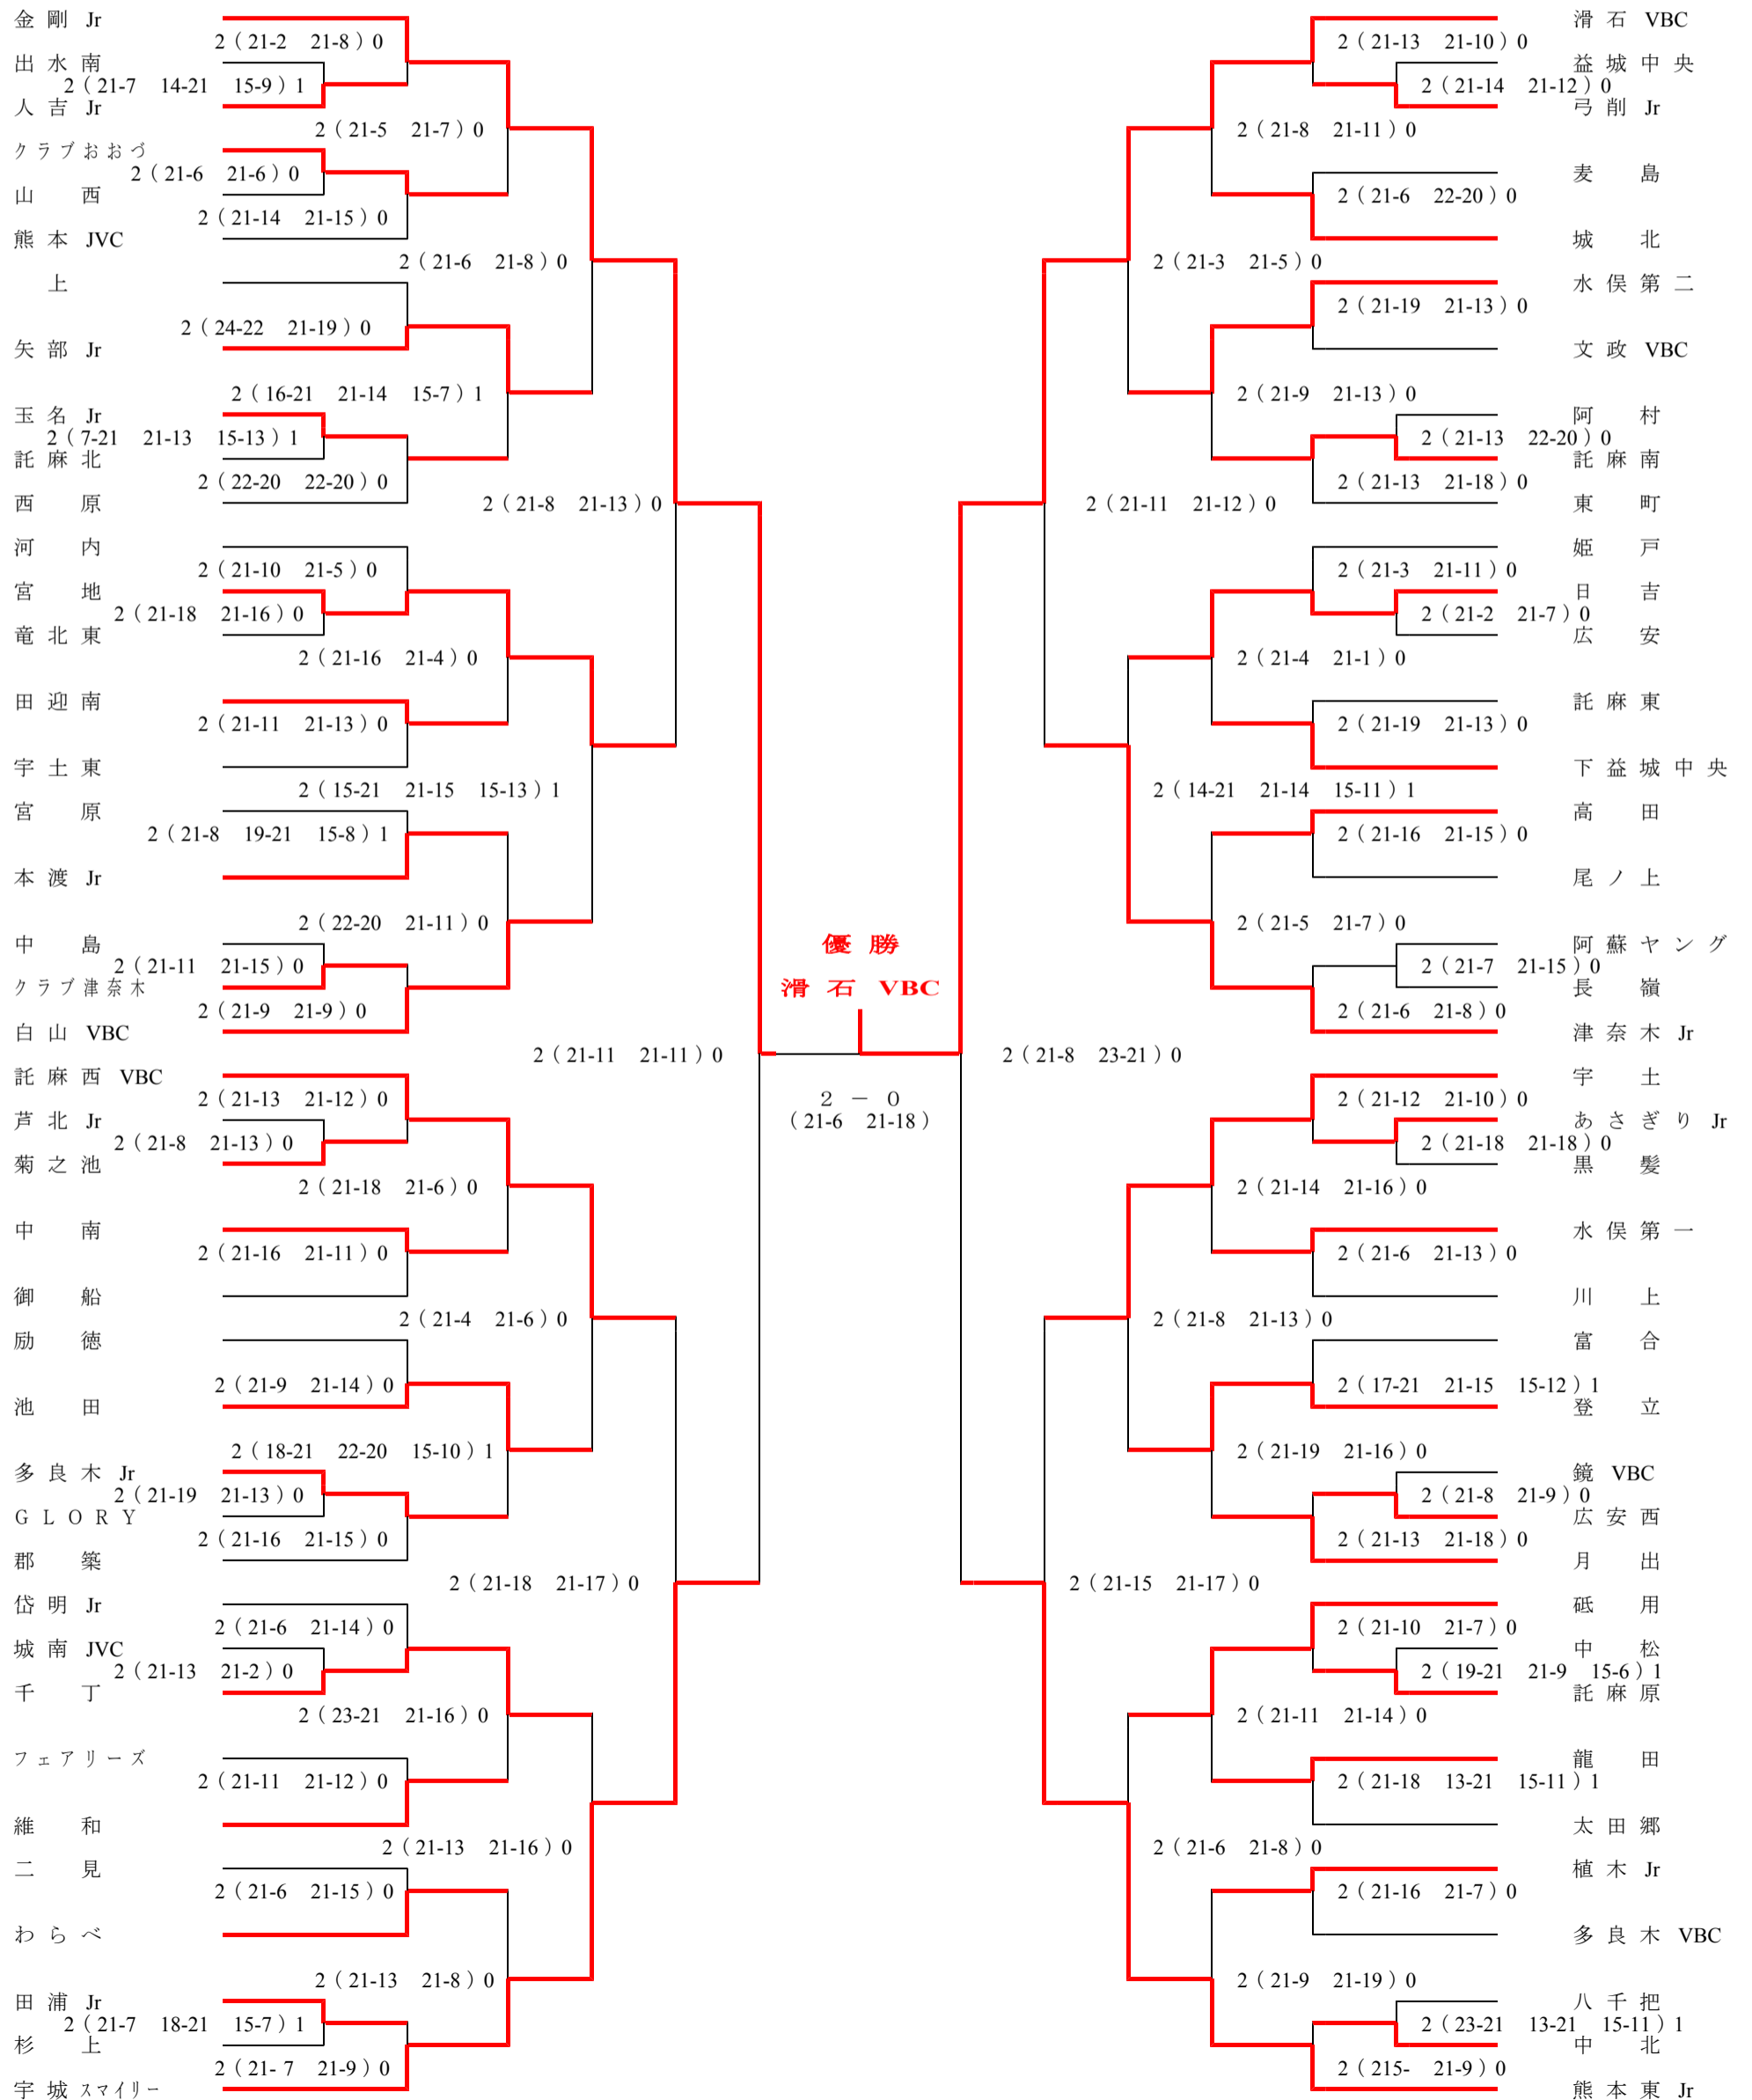 金剛 Jr
2（21-2 21-8）0
出水南
2（21-7 14-21 15-9）1
人吉 Jr
2（21-5 21-7）0
クラブおおづ
2（21-6 21-6）0
山西
2（21-14 21-15）0
熊本 JVC
2（21-6 21-8）0
上
2（24-22 21-19）0
矢部 Jr
2（16-21 21-14 15-7）1
玉名 Jr
2（7-21 21-13 15-13）1
託麻北
2（22-20 22-20）0
西原
2（21-8 21-13）0
河内
2（21-10 21-5）0
宮地
2（21-18 21-16）0
竜北東
2（21-16 21-4）0
田迎南
2（21-11 21-13）0
宇土東
2（15-21 21-15 15-13）1
宮原
2（21-8 19-21 15-8）1
本渡 Jr
2（22-20 21-11）0
中島
2（21-11 21-15）0
クラブ津奈木
2（21-9 21-9）0
白山 VBC
2（21-11 21-11）0
託麻西 VBC
2（21-13 21-12）0
芦北 Jr
2（21-8 21-13）0
菊之池
2（21-18 21-6）0
中南
2（21-16 21-11）0
御船
2（21-4 21-6）0
励徳
2（21-9 21-14）0
池田
2（18-21 22-20 15-10）1
多良木 Jr
2（21-19 21-13）0
ＧＬＯＲＹ
2（21-16 21-15）0
郡築
2（21-18 21-17）0
岱明 Jr
2（21-6 21-14）0
城南 JVC
2（21-13 21-2）0
千丁
2（23-21 21-16）0
フェアリーズ
2（21-11 21-12）0
維和
2（21-13 21-16）0
二見
2（21-6 21-15）0
わらべ
2（21-13 21-8）0
田浦 Jr
2（21-7 18-21 15-7）1
杉上
2（21- 7 21-9）0
宇城スマイリー
優勝
滑石 VBC
２－０
（21-6 21-18）
滑石 VBC
2（21-13 21-10）0
益城中央
2（21-14 21-12）0
弓削 Jr
2（21-8 21-11）0
麦島
2（21-6 22-20）0
城北
2（21-3 21-5）0
水俣第二
2（21-19 21-13）0
文政 VBC
2（21-9 21-13）0
阿村
2（21-13 22-20）0
託麻南
2（21-13 21-18）0
東町
2（21-11 21-12）0
姫戸
2（21-3 21-11）0
日吉
2（21-2 21-7）0
広安
2（21-4 21-1）0
託麻東
2（21-19 21-13）0
下益城中央
2（14-21 21-14 15-11）1
高田
2（21-16 21-15）0
尾ノ上
2（21-5 21-7）0
阿蘇ヤング
2（21-7 21-15）0
長嶺
2（21-6 21-8）0
津奈木 Jr
2（21-8 23-21）0
宇土
2（21-12 21-10）0
あさぎり Jr
2（21-18 21-18）0
黒髪
2（21-14 21-16）0
水俣第一
2（21-6 21-13）0
川上
2（21-8 21-13）0
富合
2（17-21 21-15 15-12）1
登立
2（21-19 21-16）0
鏡 VBC
2（21-8 21-9）0
広安西
2（21-13 21-18）0
月出
2（21-15 21-17）0
砥用
2（21-10 21-7）0
中松
2（19-21 21-9 15-6）1
託麻原
2（21-11 21-14）0
龍田
2（21-18 13-21 15-11）1
太田郷
2（21-6 21-8）0
植木 Jr
2（21-16 21-7）0
多良木 VBC
2（21-9 21-19）0
八千把
2（23-21 13-21 15-11）1
中北
2（215- 21-9）0
熊本東 Jr